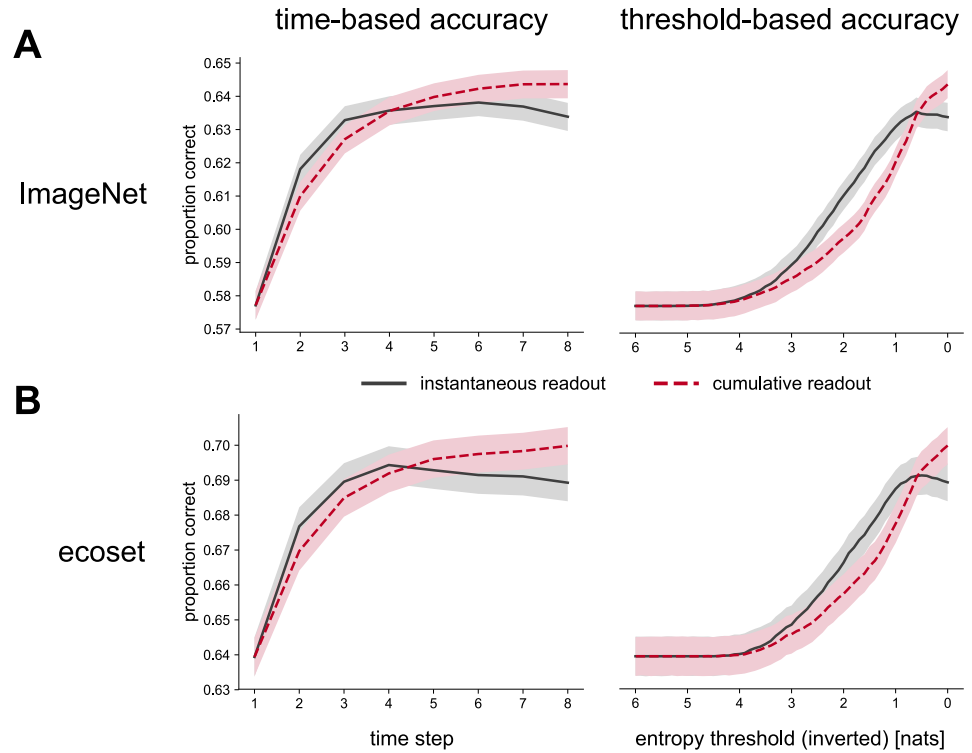 time-based accuracy
threshold-based accuracy
A
ImageNet
proportion correct
0.65
0.64
0.63
0.62
0.61
0.60
0.59
0.58
0.57
1 2 3 4 5 6 7 8
6 5 4 3 2 1 0
instantaneous readout
cumulative readout
B
ecoset
proportion correct
0.70
0.69
0.68
0.67
0.66
0.65
0.64
0.63
1 2 3 4 5 6 7 8
6 5 4 3 2 1 0
time step
entropy threshold (inverted) [nats]